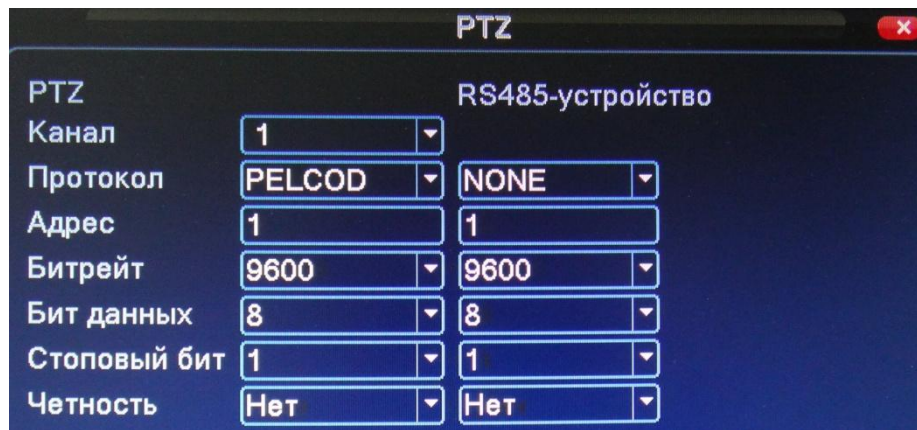 PTZ
PTZ RS485-устройство
Канал 1
Протокол PELCOD NONE
Адрес 1 1
Битрейт 9600 9600
Бит данных 8 8
Стоповый бит 1 1
Четность Нет Нет